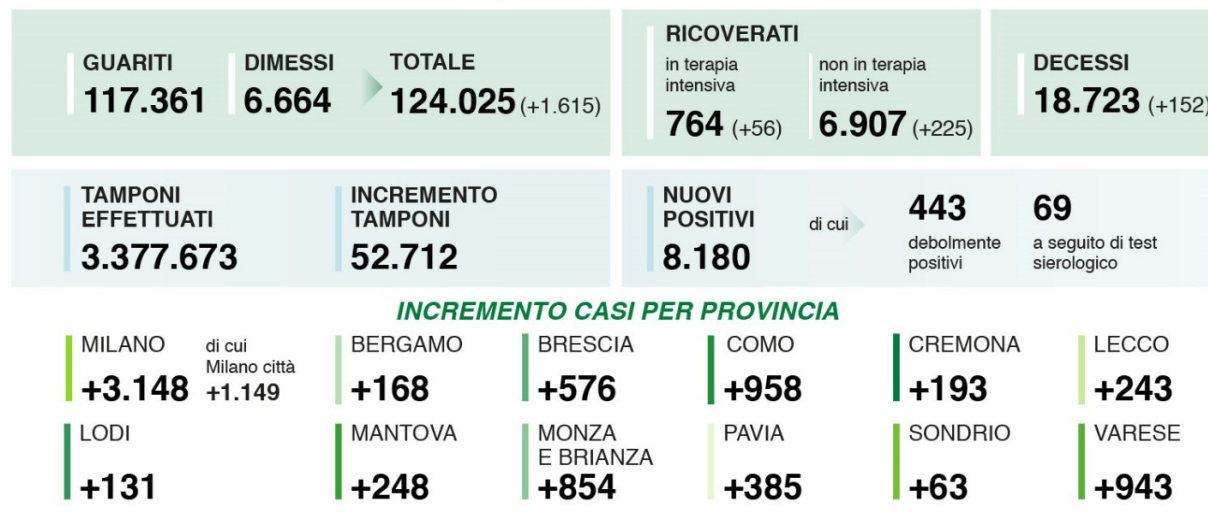 GUARITI
117.361
DIMESSI
6.664
TOTALE
124.025 (+1.615)
RICOVERATI
in terapia
intensiva
764 (+56)
non in terapia
intensiva
6.907 (+225)
DECESSI
18.723 (+152)
TAMPONI
EFFETTUATI
3.377.673
INCREMENTO
TAMPONI
52.712
NUOVI
POSITIVI
8.180
di cui
443
debolmente
positivi
69
a seguito di test
sierologico
INCREMENTO CASI PER PROVINCIA
MILANO
+3.148
di cui
Milano città
+1.149
BERGAMO
+168
BRESCIA
+576
COMO
+958
CREMONA
+193
LECCO
+243
LODI
+131
MANTOVA
+248
MONZA
E BRIANZA
+854
PAVIA
+385
SONDRIO
+63
VARESE
+943